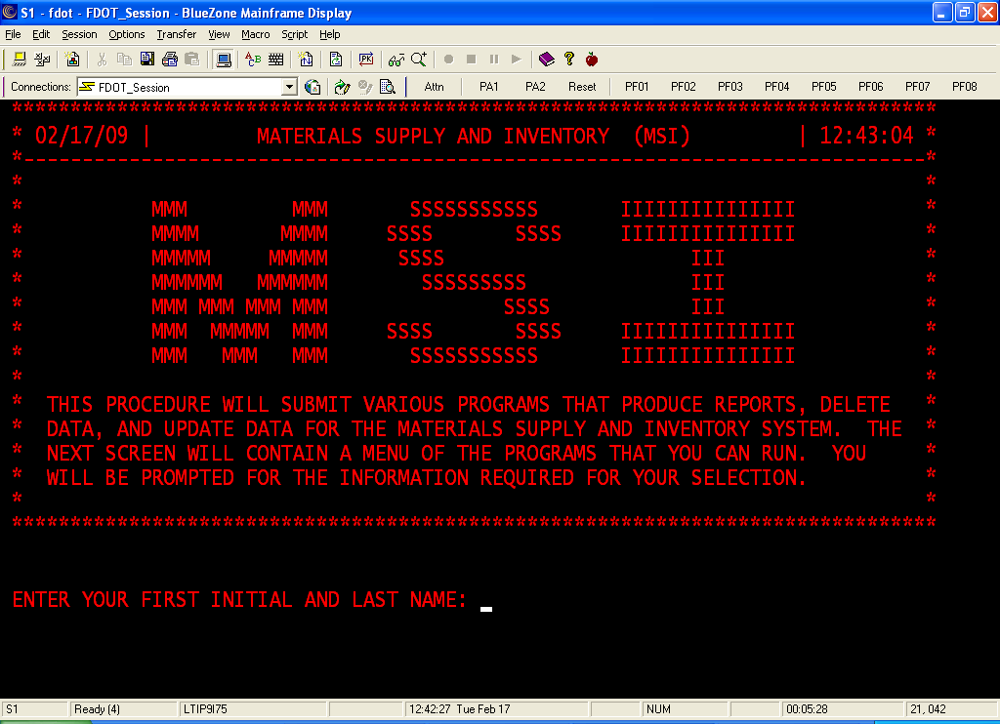 S1 - fdot - FDOT_Session - BlueZone Mainframe Display
File Edit Session Options Transfer View Macro Script Help
Connections: FDOT_Session Attn PA1 PA2 Reset PF01 PF02 PF03 PF04 PF05 PF06 PF07 PF08
*******************************************************************************
* 02/17/09 |         MATERIALS SUPPLY AND INVENTORY  (MSI)         | 12:43:04 *
*-----------------------------------------------------------------------------*
*                                                                             *
*           MMM         MMM       SSSSSSSSSSS       IIIIIIIIIIIIIII           *
*           MMMM       MMMM     SSSS       SSSS     IIIIIIIIIIIIIII           *
*           MMMMM     MMMMM      SSSS                     III                 *
*           MMMMMM   MMMMMM        SSSSSSSSS              III                 *
*           MMM MMM MMM MMM               SSSS            III                 *
*           MMM  MMMMM  MMM     SSSS       SSSS     IIIIIIIIIIIIIII           *
*           MMM   MMM   MMM       SSSSSSSSSSS       IIIIIIIIIIIIIII           *
*                                                                             *
*  THIS PROCEDURE WILL SUBMIT VARIOUS PROGRAMS THAT PRODUCE REPORTS, DELETE   *
*  DATA, AND UPDATE DATA FOR THE MATERIALS SUPPLY AND INVENTORY SYSTEM.  THE  *
*  NEXT SCREEN WILL CONTAIN A MENU OF THE PROGRAMS THAT YOU CAN RUN.  YOU     *
*  WILL BE PROMPTED FOR THE INFORMATION REQUIRED FOR YOUR SELECTION.          *
*                                                                             *
*******************************************************************************
ENTER YOUR FIRST INITIAL AND LAST NAME: _
S1 Ready (4) LTIP9I75 12:42:27 Tue Feb 17 NUM 00:05:28 21, 042